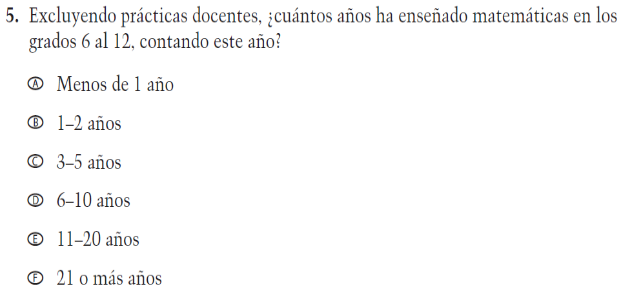 5. Excluyendo prácticas docentes, ¿cuántos años ha enseñado matemáticas en los
grados 6 al 12, contando este año?
Ⓐ Menos de 1 año
Ⓑ 1–2 años
Ⓒ 3–5 años
Ⓓ 6–10 años
Ⓔ 11–20 años
Ⓕ 21 o más años